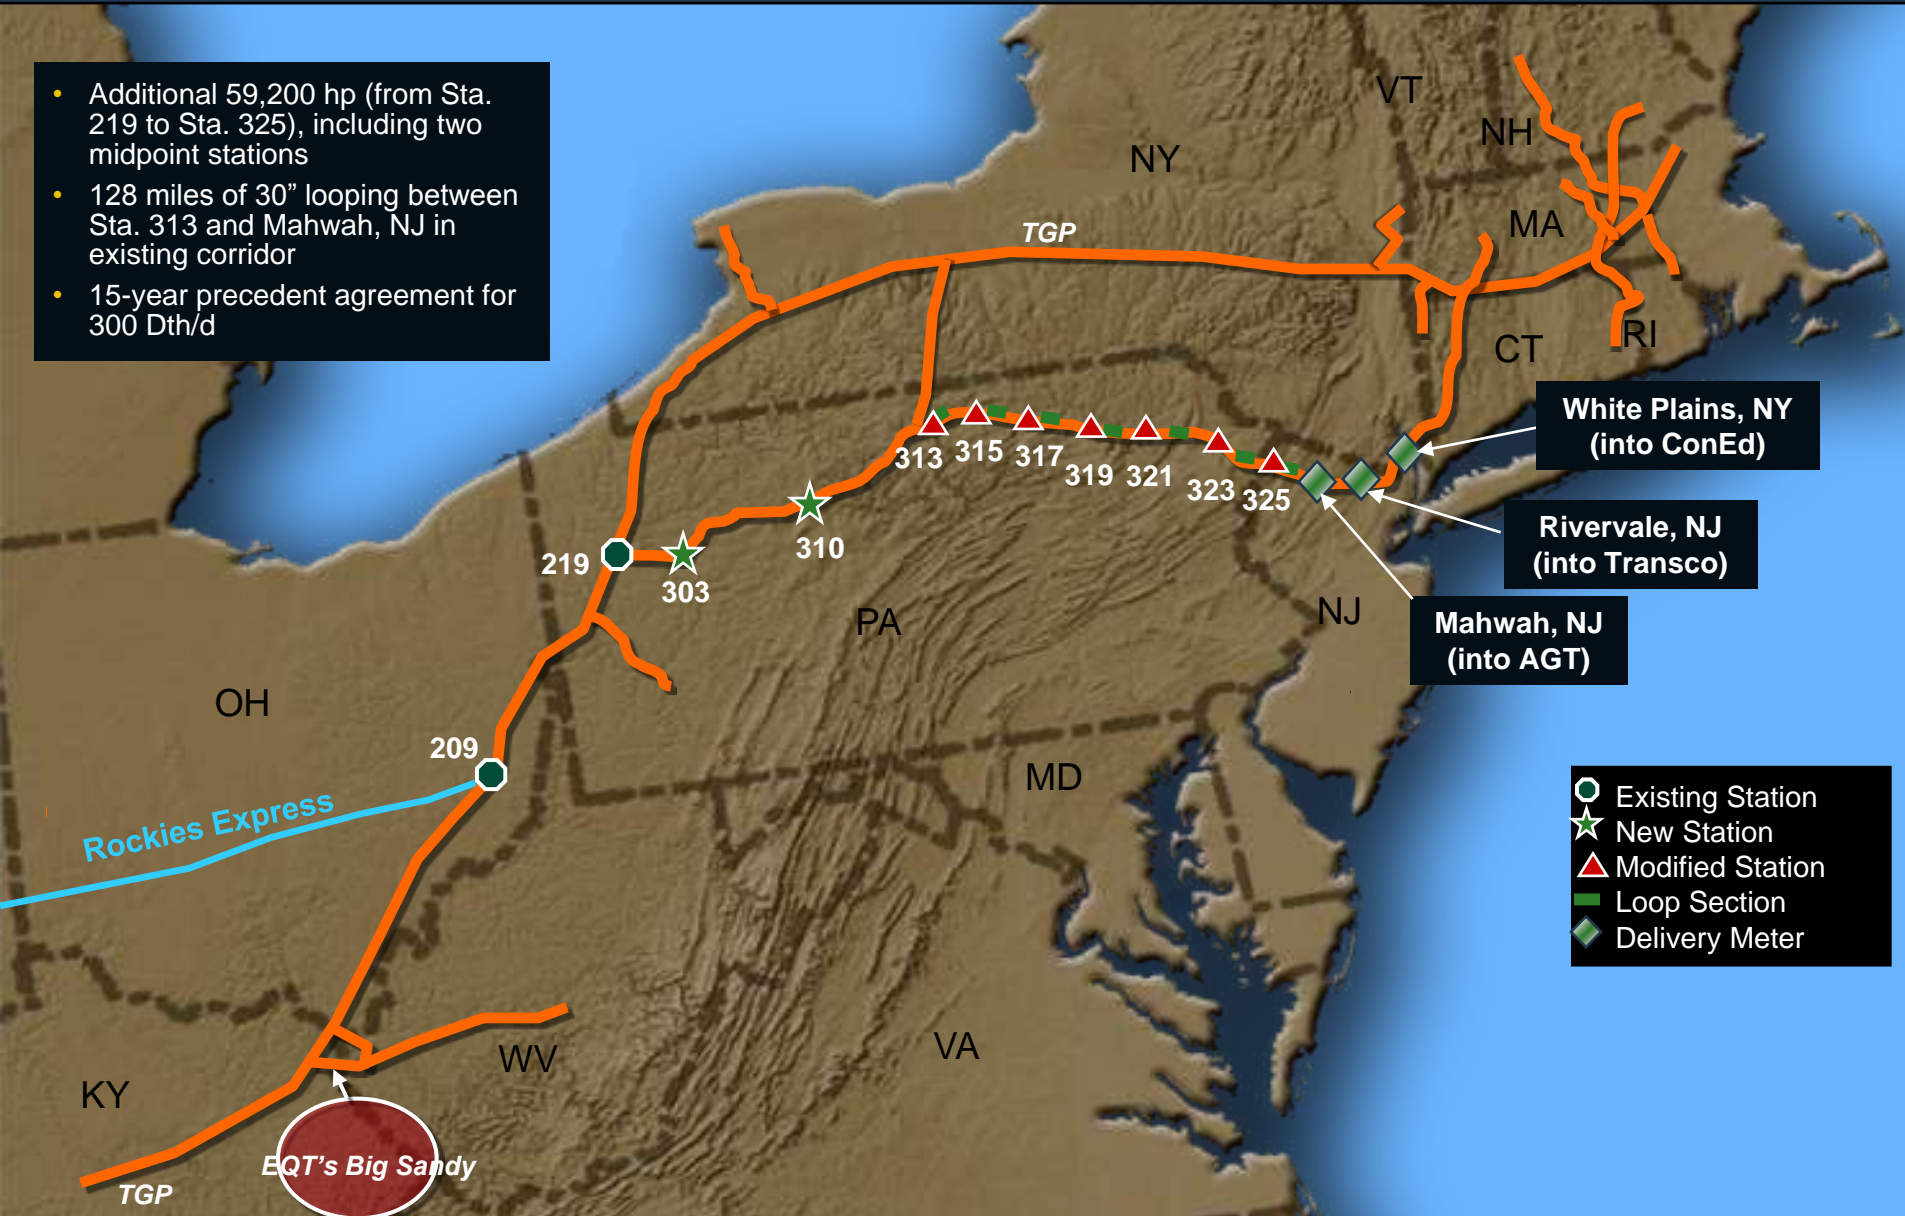 • Additional 59,200 hp (from Sta.
219 to Sta. 325), including two
midpoint stations
• 128 miles of 30” looping between
Sta. 313 and Mahwah, NJ in
existing corridor
• 15-year precedent agreement for
300 Dth/d
VT
NH
NY
MA
TGP
CT
RI
White Plains, NY
(into ConEd)
313
315
317
319
321
323
325
Rivervale, NJ
(into Transco)
310
219
303
PA
NJ
Mahwah, NJ
(into AGT)
OH
209
MD
Rockies Express
Existing Station
New Station
Modified Station
Loop Section
Delivery Meter
VA
WV
KY
EQT’s Big Sandy
TGP